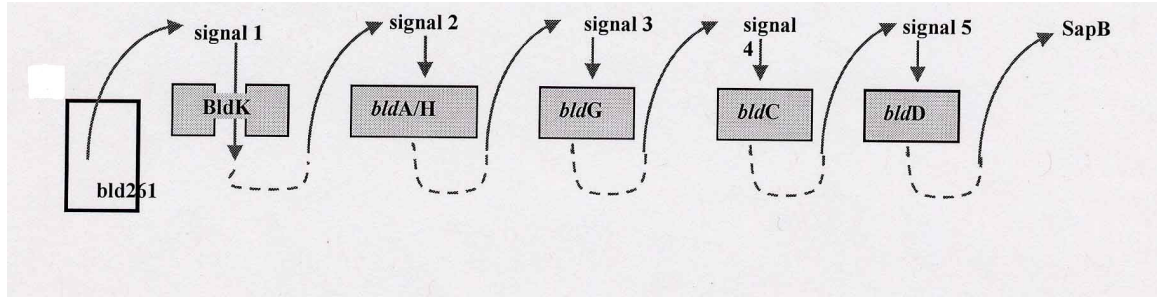 signal 1
signal 2
signal 3
signal
4
signal 5
SapB
BldK
bldA/H
bldG
bldC
bldD
bld261